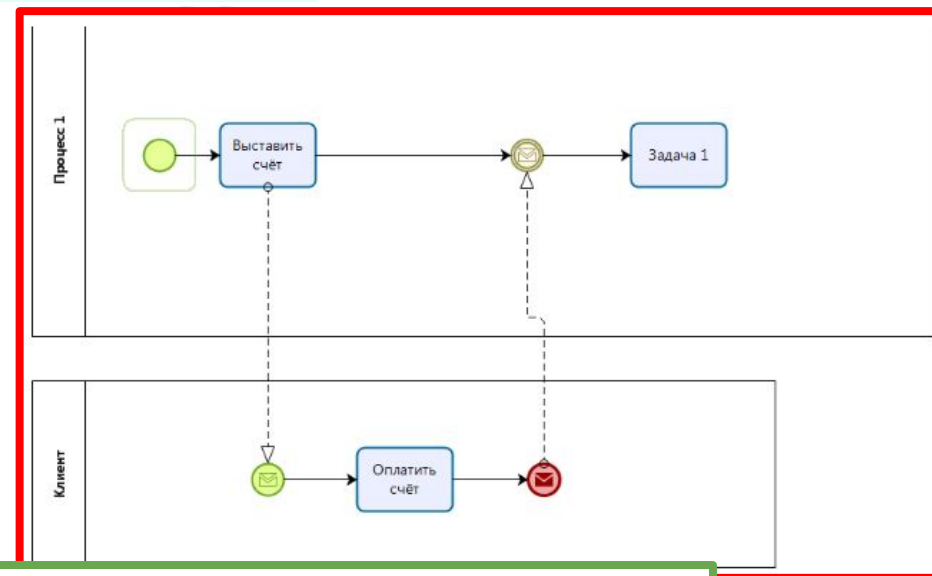 Процесс 1
Выставить
счёт
Задача 1
Клиент
Оплатить
счёт